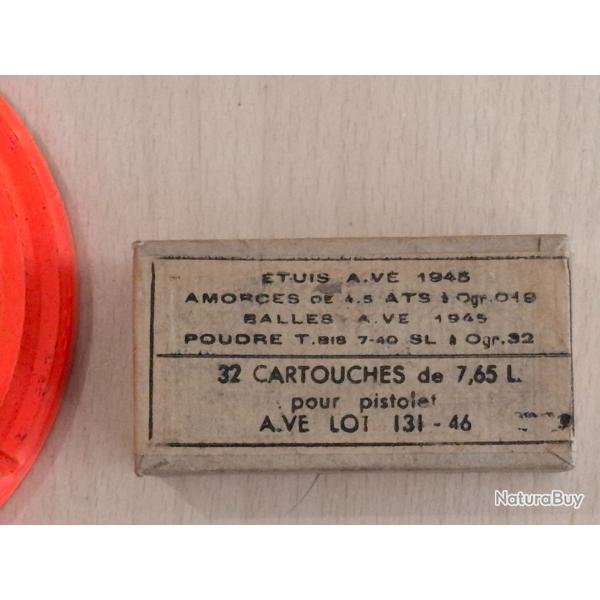 ETUIS A.VE 1945
AMORCES DE 4.5 ATS à 0gr.019
BALLES A.VE 1945
POUDRE T.BIS 7-40 SL à 0gr.32
32 CARTOUCHES de 7,65 L.
pour pistolet
A.VE LOT 131-46
NaturaBuy